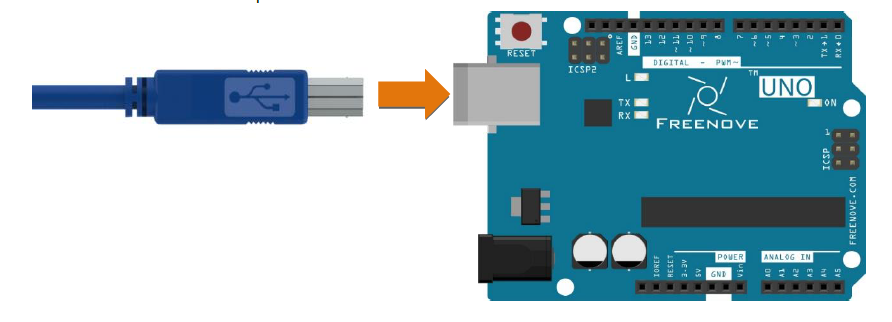 RESET
ICSP2
AREF
GND
13
12
~11
~10
~9
8
7
~6
~5
4
~3
2
TX→1
RX←0
DIGITAL - PWM~
L
TX
RX
FREENOVE
TM
UNO
ON
1
ICSP
FREENOVE.COM
POWER
ANALOG IN
IOREF
RESET
3.3V
5V
GND
Vin
A0
A1
A2
A3
A4
A5